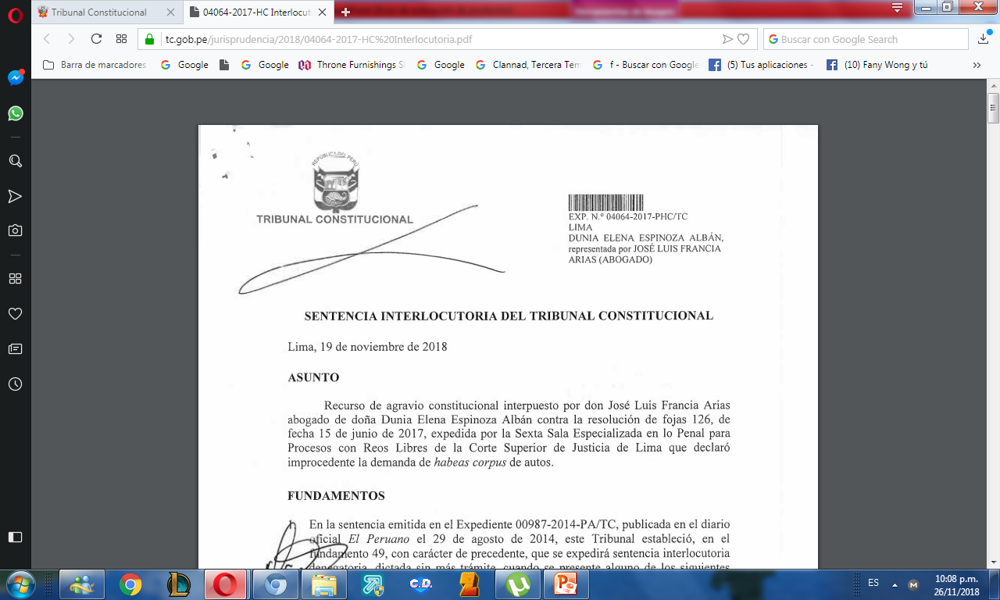 Tribunal Constitucional
04064-2017-HC Interlocuto
tc.gob.pe/jurisprudencia/2018/04064-2017-HC%20Interlocutoria.pdf
Buscar con Google Search
Barra de marcadores
Google
Google
Throne Furnishings S
Google
Clannad, Tercera Tem
f - Buscar con Google
(5) Tus aplicaciones -
(10) Fany Wong y tú
REPÚBLICA DEL PERÚ
TRIBUNAL CONSTITUCIONAL
EXP. N.° 04064-2017-PHC/TC
LIMA
DUNIA ELENA ESPINOZA ALBÁN,
representada por JOSÉ LUIS FRANCIA
ARIAS (ABOGADO)
SENTENCIA INTERLOCUTORIA DEL TRIBUNAL CONSTITUCIONAL
Lima, 19 de noviembre de 2018
ASUNTO
Recurso de agravio constitucional interpuesto por don José Luis Francia Arias
abogado de doña Dunia Elena Espinoza Albán contra la resolución de fojas 126, de
fecha 15 de junio de 2017, expedida por la Sexta Sala Especializada en lo Penal para
Procesos con Reos Libres de la Corte Superior de Justicia de Lima que declaró
improcedente la demanda de habeas corpus de autos.
FUNDAMENTOS
1. En la sentencia emitida en el Expediente 00987-2014-PA/TC, publicada en el diario
oficial El Peruano el 29 de agosto de 2014, este Tribunal estableció, en el
fundamento 49, con carácter de precedente, que se expedirá sentencia interlocutoria
denegatoria, dictada sin más trámite, cuando se presente alguno de los siguientes
C.D.
ES
10:08 p.m.
26/11/2018